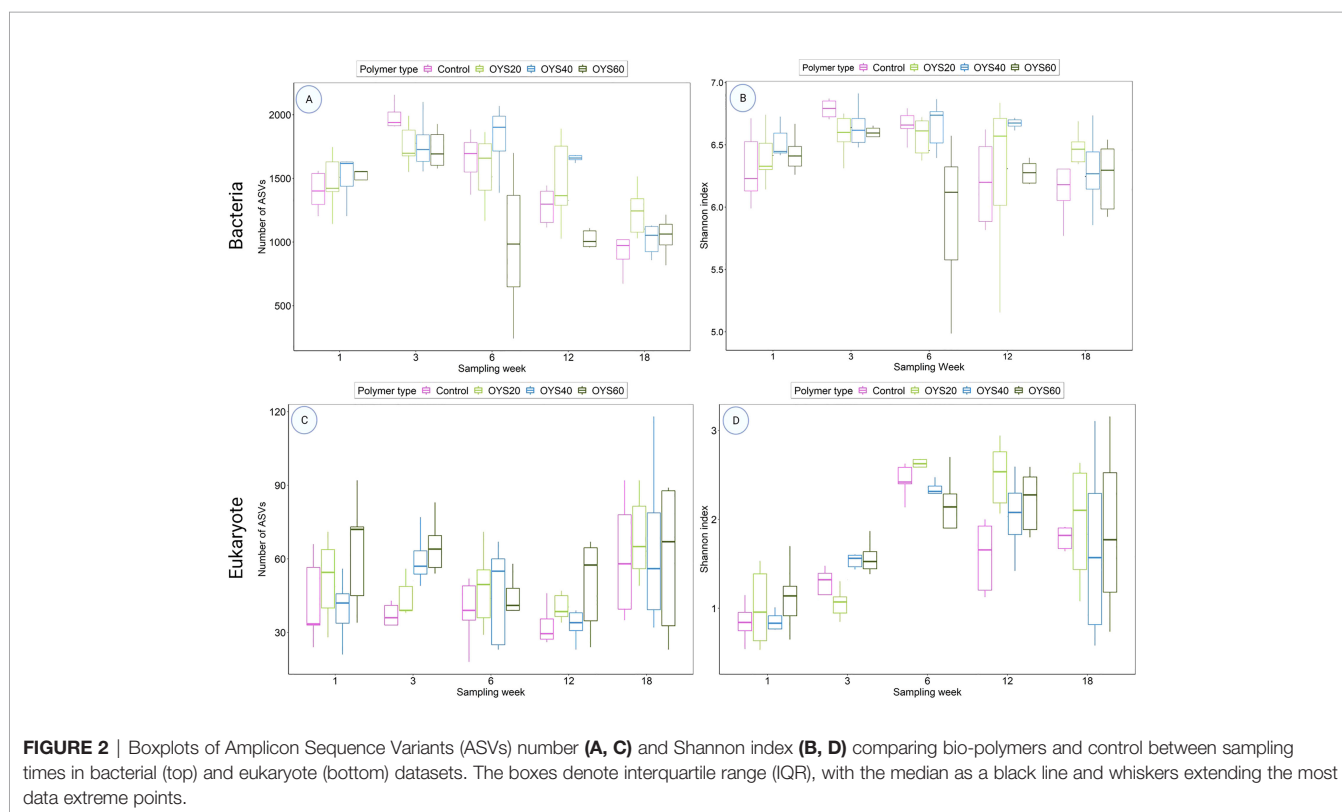 Polymer type Control OYS20 OYS40 OYS60
A
Bacteria
Number of ASVs
2000
1500
1000
500
1 3 6 12 18
Sampling week
Polymer type Control OYS20 OYS40 OYS60
B
Shannon index
7.0
6.5
6.0
5.5
5.0
1 3 6 12 18
Sampling Week
Polymer type Control OYS20 OYS40 OYS60
C
Eukaryote
Number of ASVs
120
90
60
30
1 3 6 12 18
Sampling week
Polymer type Control OYS20 OYS40 OYS60
D
Shannon index
3
2
1
1 3 6 12 18
Sampling week
FIGURE 2 | Boxplots of Amplicon Sequence Variants (ASVs) number (A, C) and Shannon index (B, D) comparing bio-polymers and control between sampling
times in bacterial (top) and eukaryote (bottom) datasets. The boxes denote interquartile range (IQR), with the median as a black line and whiskers extending the most
data extreme points.